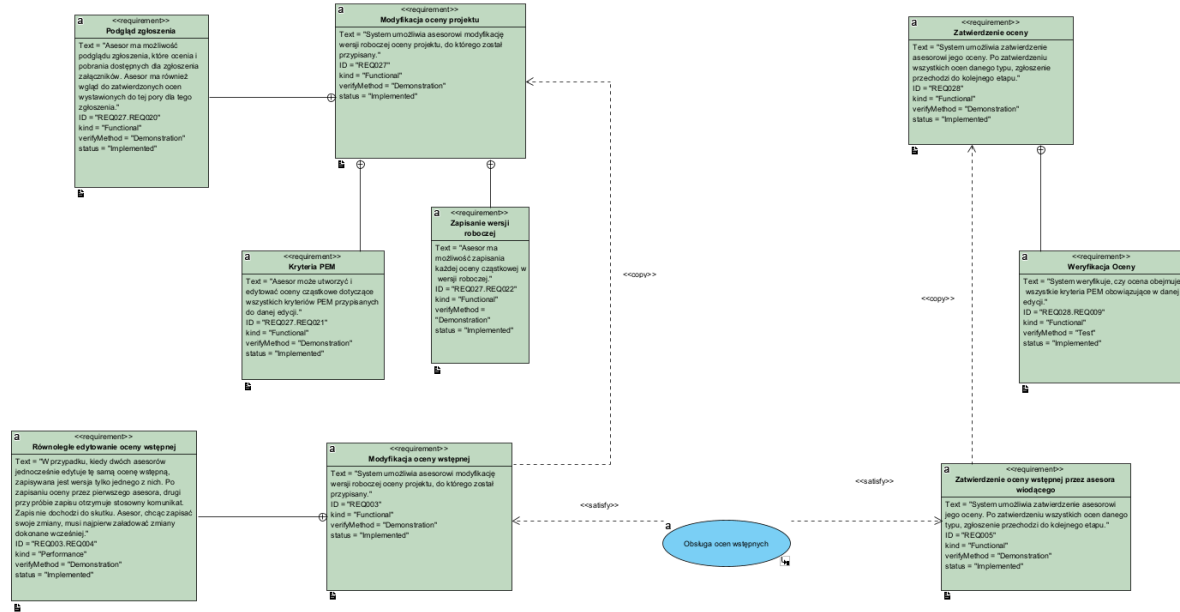 a
<<requirement>>
Podgląd zgłoszenia
Text = "Asesor ma możliwość
podglądu zgłoszenia, które ocenia i
pobrania dostępnych dla zgłoszenia
załączników. Asesor ma również
wgląd do zatwierdzonych ocen
wystawionych do tej pory dla tego
zgłoszenia."
ID = "REQ027.REQ020"
kind = "Functional"
verifyMethod = "Demonstration"
status = "Implemented"
a
<<requirement>>
Modyfikacja oceny projektu
Text = "System umożliwia asesorowi modyfikację
wersji roboczej oceny projektu, do którego został
przypisany."
ID = "REQ027"
kind = "Functional"
verifyMethod = "Demonstration"
status = "Implemented"
a
<<requirement>>
Zatwierdzenie oceny
Text = "System umożliwia zatwierdzenie
asesorowi jego oceny. Po zatwierdzeniu
wszystkich ocen danego typu, zgłoszenie
przechodzi do kolejnego etapu."
ID = "REQ028"
kind = "Functional"
verifyMethod = "Demonstration"
status = "Implemented"
a
<<requirement>>
Kryteria PEM
Text = "Asesor może utworzyć i
edytować oceny cząstkowe dotyczące
wszystkich kryteriów PEM przypisanych
do danej edycji."
ID = "REQ027.REQ021"
kind = "Functional"
verifyMethod = "Demonstration"
status = "Implemented"
a
<<requirement>>
Zapisanie wersji
roboczej
Text = "Asesor ma
możliwość zapisania
każdej oceny cząstkowej w
wersji roboczej."
ID = "REQ027.REQ022"
kind = "Functional"
verifyMethod =
"Demonstration"
status = "Implemented"
<<copy>>
<<copy>>
a
<<requirement>>
Weryfikacja Oceny
Text = "System weryfikuje, czy ocena obejmuje
wszystkie kryteria PEM obowiązujące w danej
edycji."
ID = "REQ028.REQ009"
kind = "Functional"
verifyMethod = "Test"
status = "Implemented"
a
<<requirement>>
Równoległe edytowanie oceny wstępnej
Text = "W przypadku, kiedy dwóch asesorów
jednocześnie edytuje tę samą ocenę wstępną,
zapisywana jest wersja tylko jednego z nich. Po
zapisaniu oceny przez pierwszego asesora, drugi
przy próbie zapisu otrzymuje stosowny komunikat.
Zapis nie dochodzi do skutku. Asesor, chcąc zapisać
swoje zmiany, musi najpierw załadować zmiany
dokonane wcześniej."
ID = "REQ003.REQ004"
kind = "Performance"
verifyMethod = "Demonstration"
status = "Implemented"
a
<<requirement>>
Modyfikacja oceny wstępnej
Text = "System umożliwia asesorowi modyfikację
wersji roboczej oceny projektu, do którego został
przypisany."
ID = "REQ003"
kind = "Functional"
verifyMethod = "Demonstration"
status = "Implemented"
<<satisfy>>
a
Obsługa ocen wstępnych
<<satisfy>>
a
<<requirement>>
Zatwierdzenie oceny wstępnej przez asesora
wiodącego
Text = "System umożliwia zatwierdzenie asesorowi
jego oceny. Po zatwierdzeniu wszystkich ocen danego
typu, zgłoszenie przechodzi do kolejnego etapu."
ID = "REQ005"
kind = "Functional"
verifyMethod = "Demonstration"
status = "Implemented"